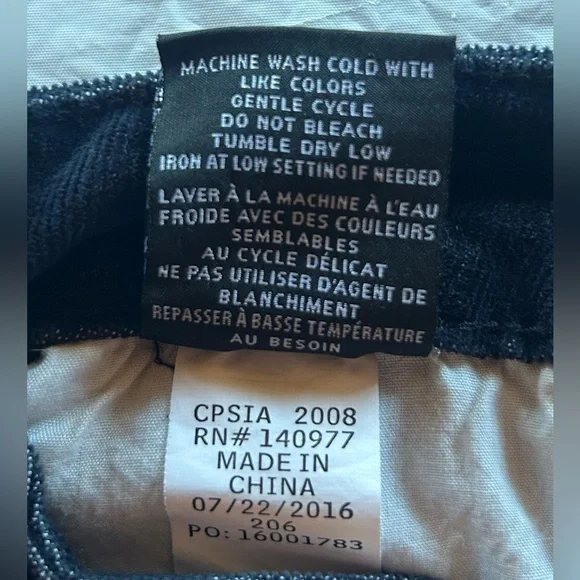 MACHINE WASH COLD WITH
LIKE COLORS
GENTLE CYCLE
DO NOT BLEACH
TUMBLE DRY LOW
IRON AT LOW SETTING IF NEEDED
LAVER À LA MACHINE À L'EAU
FROIDE AVEC DES COULEURS
SEMBLABLES
AU CYCLE DÉLICAT
NE PAS UTILISER D'AGENT DE
BLANCHIMENT
REPASSER À BASSE TEMPÉRATURE
AU BESOIN
CPSIA 2008
RN# 140977
MADE IN
CHINA
07/22/2016
206
PO: 16001783